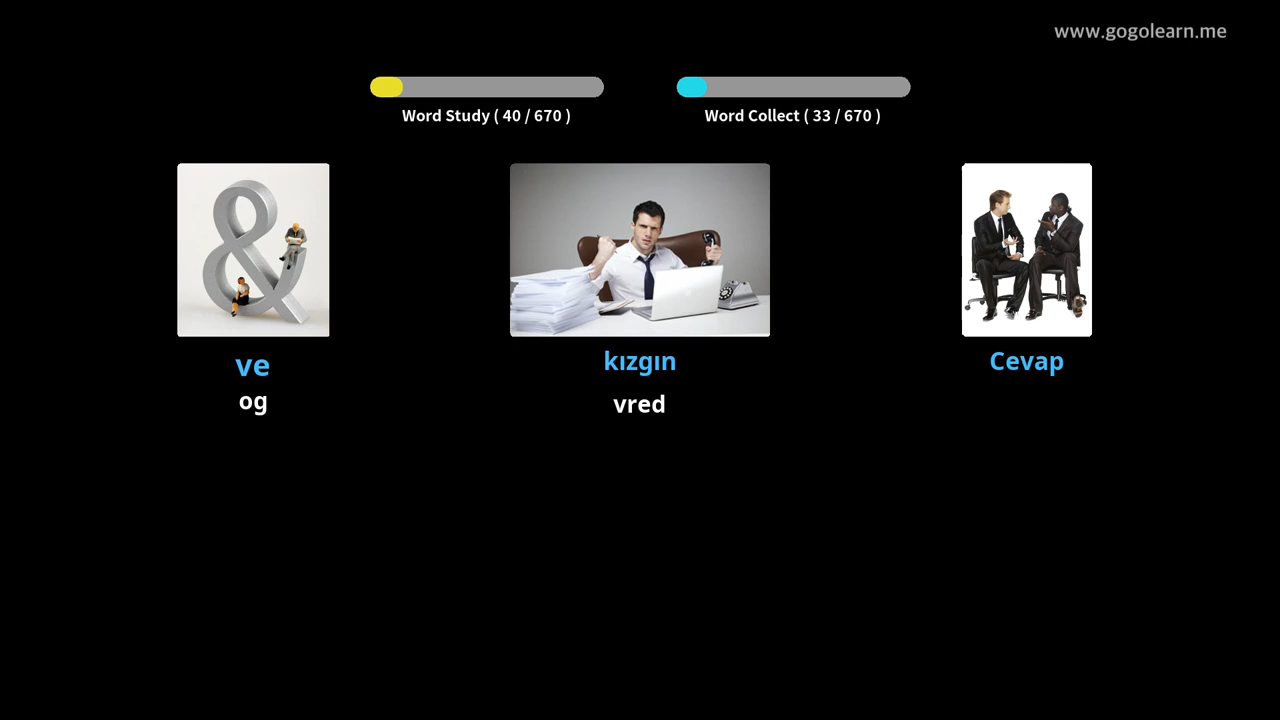 www.gogolearn.me
Word Study ( 40 / 670 )
Word Collect ( 33 / 670 )
ve
kızgın
Cevap
og
vred